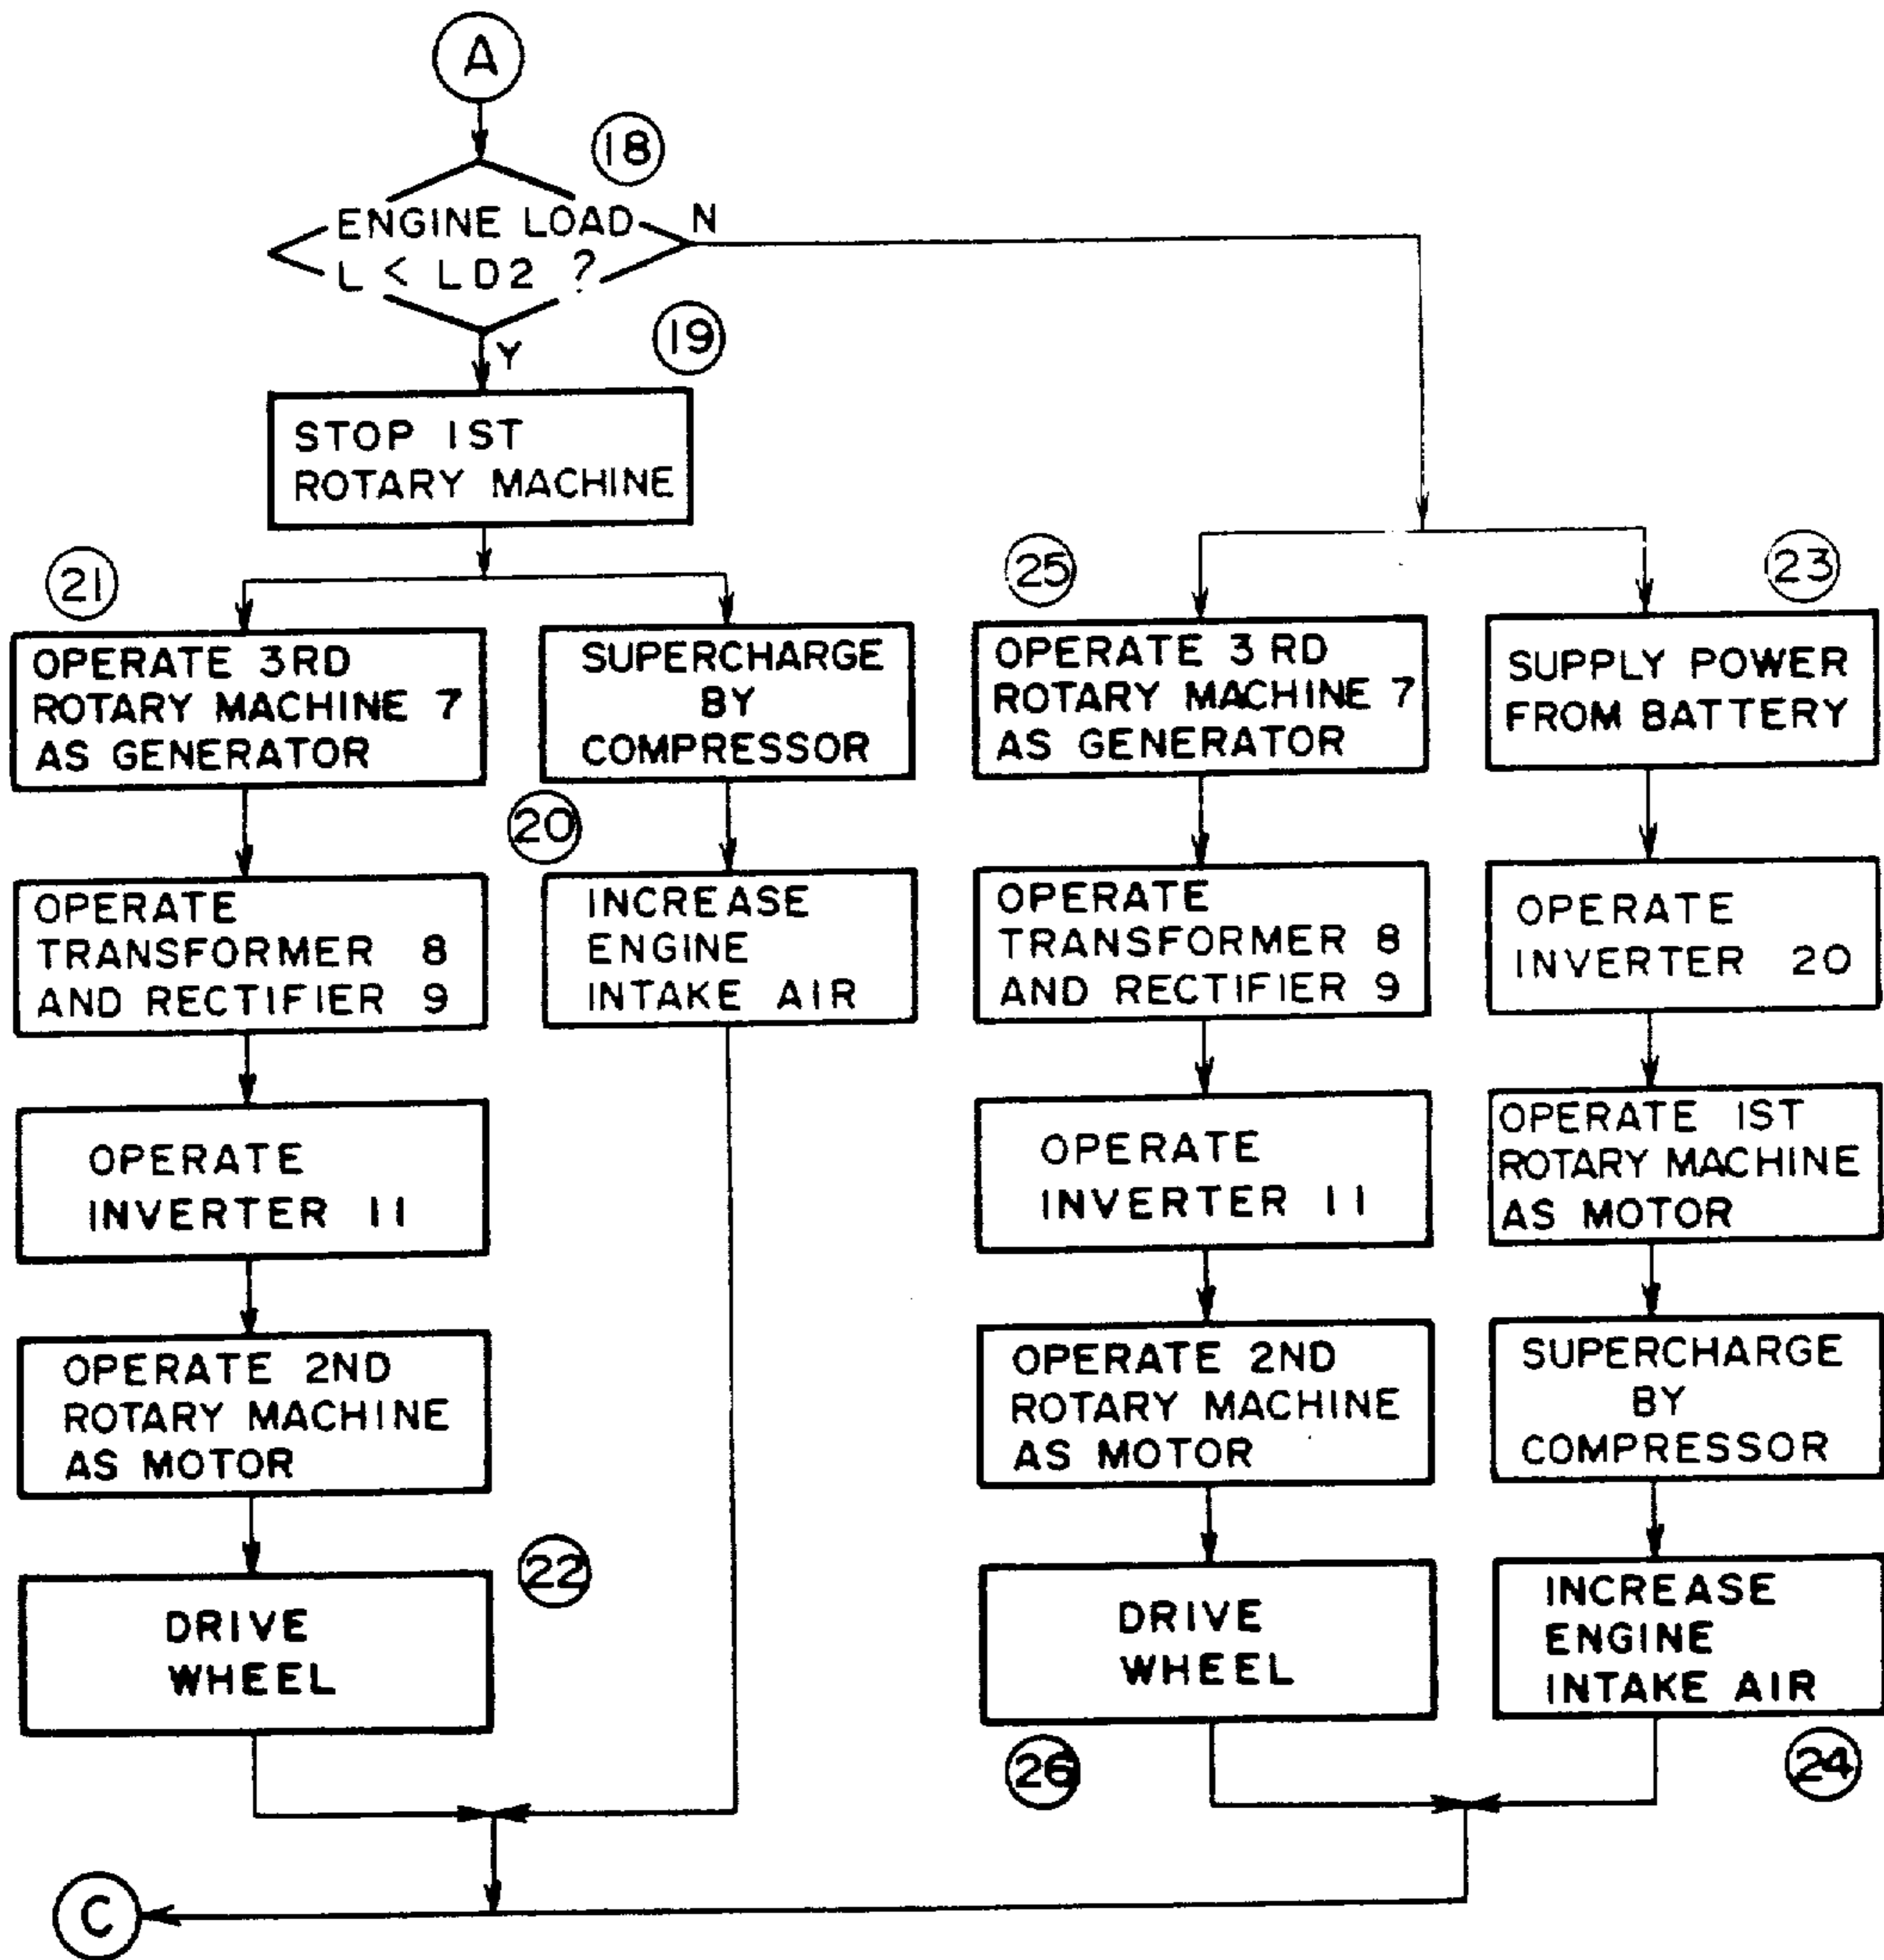 A
18
ENGINE LOAD
L < LD2 ?
N
Y
19
STOP 1ST
ROTARY MACHINE
21
OPERATE 3RD
ROTARY MACHINE 7
AS GENERATOR
OPERATE
TRANSFORMER 8
AND RECTIFIER 9
OPERATE
INVERTER 11
OPERATE 2ND
ROTARY MACHINE
AS MOTOR
22
DRIVE
WHEEL
SUPERCHARGE
BY
COMPRESSOR
20
INCREASE
ENGINE
INTAKE AIR
25
OPERATE 3 RD
ROTARY MACHINE 7
AS GENERATOR
OPERATE
TRANSFORMER 8
AND RECTIFIER 9
OPERATE
INVERTER 11
OPERATE 2ND
ROTARY MACHINE
AS MOTOR
DRIVE
WHEEL
26
23
SUPPLY POWER
FROM BATTERY
OPERATE
INVERTER 20
OPERATE 1ST
ROTARY MACHINE
AS MOTOR
SUPERCHARGE
BY
COMPRESSOR
INCREASE
ENGINE
INTAKE AIR
24
C